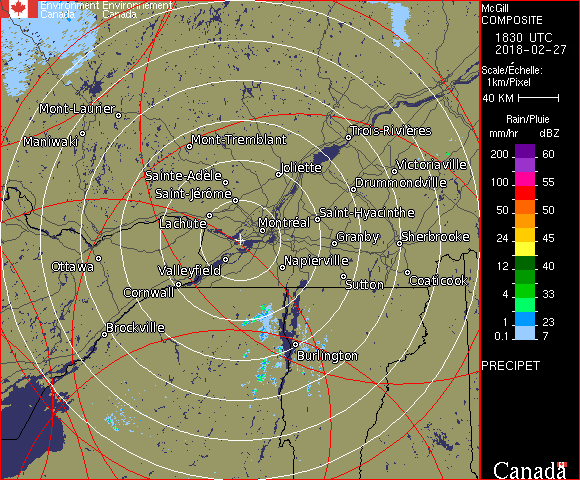 Environment Environnement
Canada Canada
McGill
COMPOSITE
1830 UTC
2018-02-27
Scale/Échelle:
1km/Pixel
40 KM
Rain/Pluie
mm/hr dBZ
200 60
100 55
50 50
24 45
12 40
4 33
1 23
0.1 7
PRECIPET
Canada
Mont-Laurier
Maniwaki
Mont-Tremblant
Trois-Rivières
Victoriaville
Joliette
Sainte-Adèle
Drummondville
Saint-Jérôme
Saint-Hyacinthe
Lachute
Montréal
Granby
Sherbrooke
Ottawa
Valleyfield
Napierville
Coaticook
Sutton
Cornwall
Brockville
Burlington